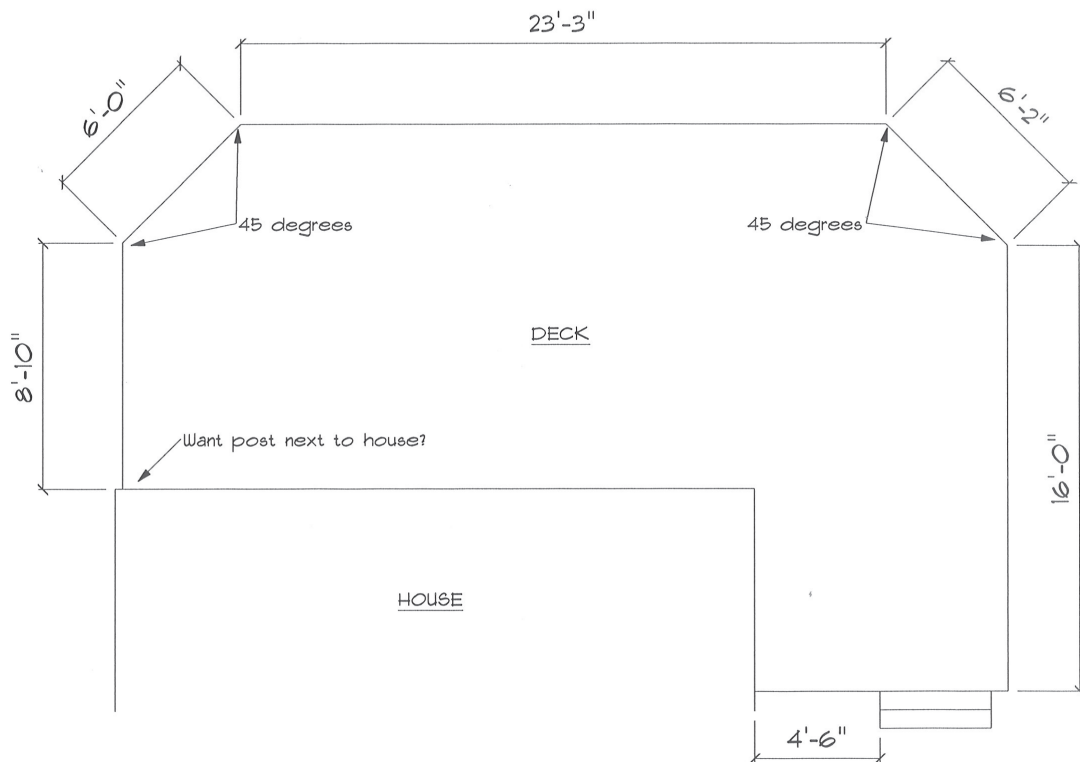 23'-3"
6'-0"
6'-2"
45 degrees
45 degrees
8'-10"
DECK
Want post next to house?
16'-0"
HOUSE
4'-6"